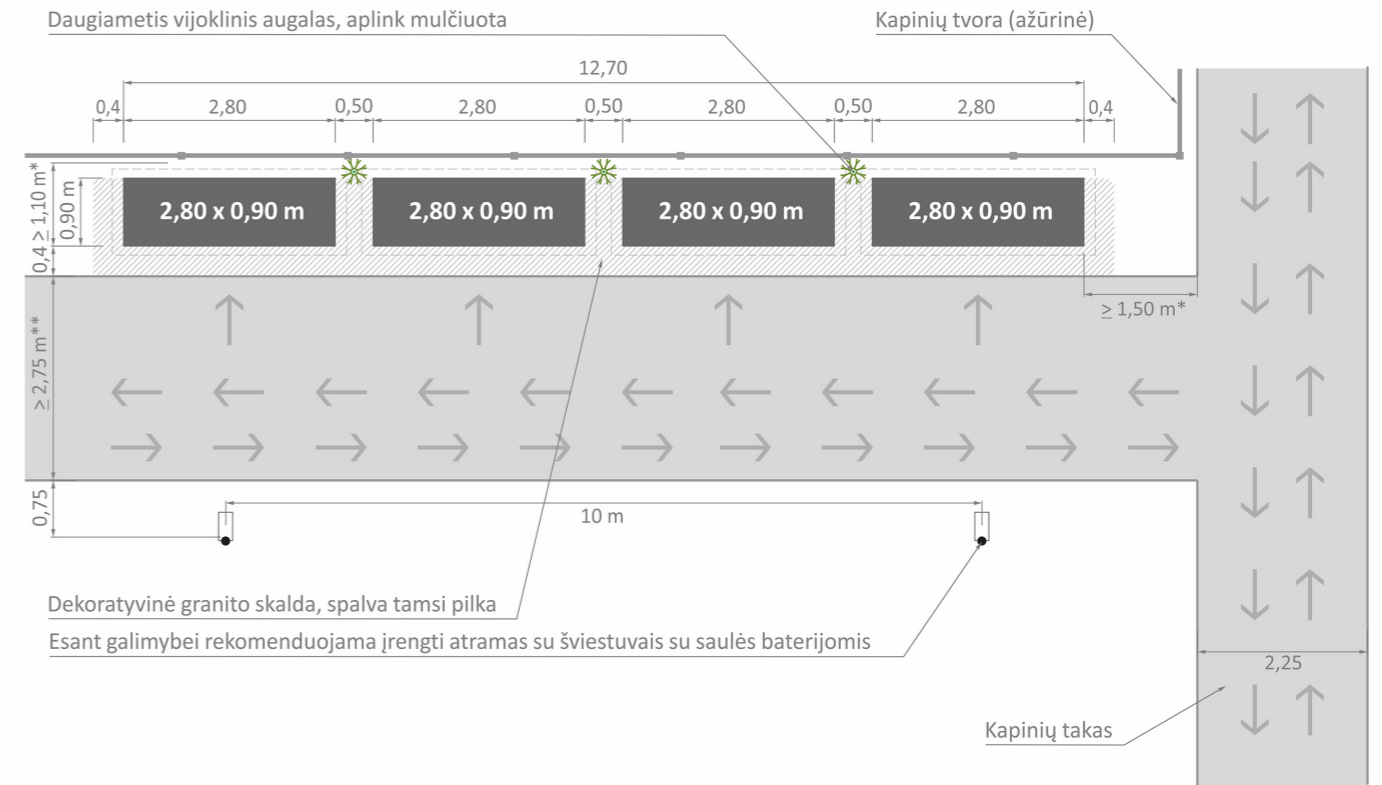 Daugiametis vijoklinis augalas, aplink mulčiuota
Kapinių tvora (ažūrinė)
12,70
0,4 2,80 0,50 2,80 0,50 2,80 0,50 2,80 0,4
≥ 1,10 m*
0,90 m
0,4
2,80 x 0,90 m 2,80 x 0,90 m 2,80 x 0,90 m 2,80 x 0,90 m
≥ 1,50 m*
≥ 2,75 m**
0,75
10 m
Dekoratyvinė granito skalda, spalva tamsi pilka
Esant galimybei rekomenduojama įrengti atramas su šviestuvais su saulės baterijomis
2,25
Kapinių takas